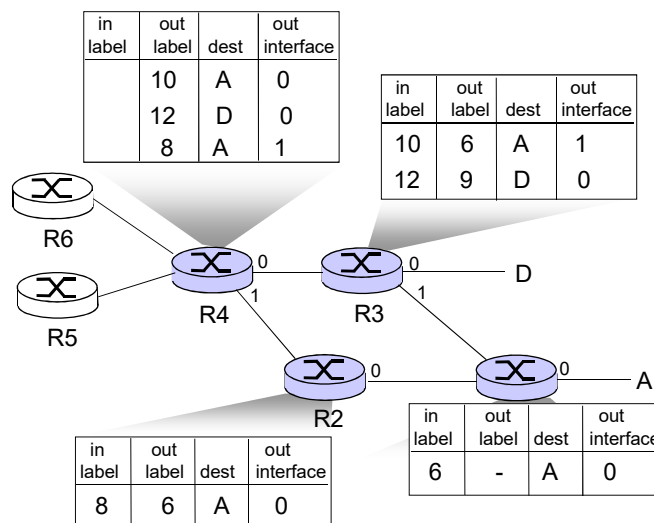 in out dest out
label label interface
10 A 0
12 D 0
8 A 1
in out dest out
label label interface
10 6 A 1
12 9 D 0
R6
R5
R4
0
1
R3
0
1
D
R2
0
0
A
in out dest out
label label interface
6 - A 0
in out dest out
label label interface
8 6 A 0